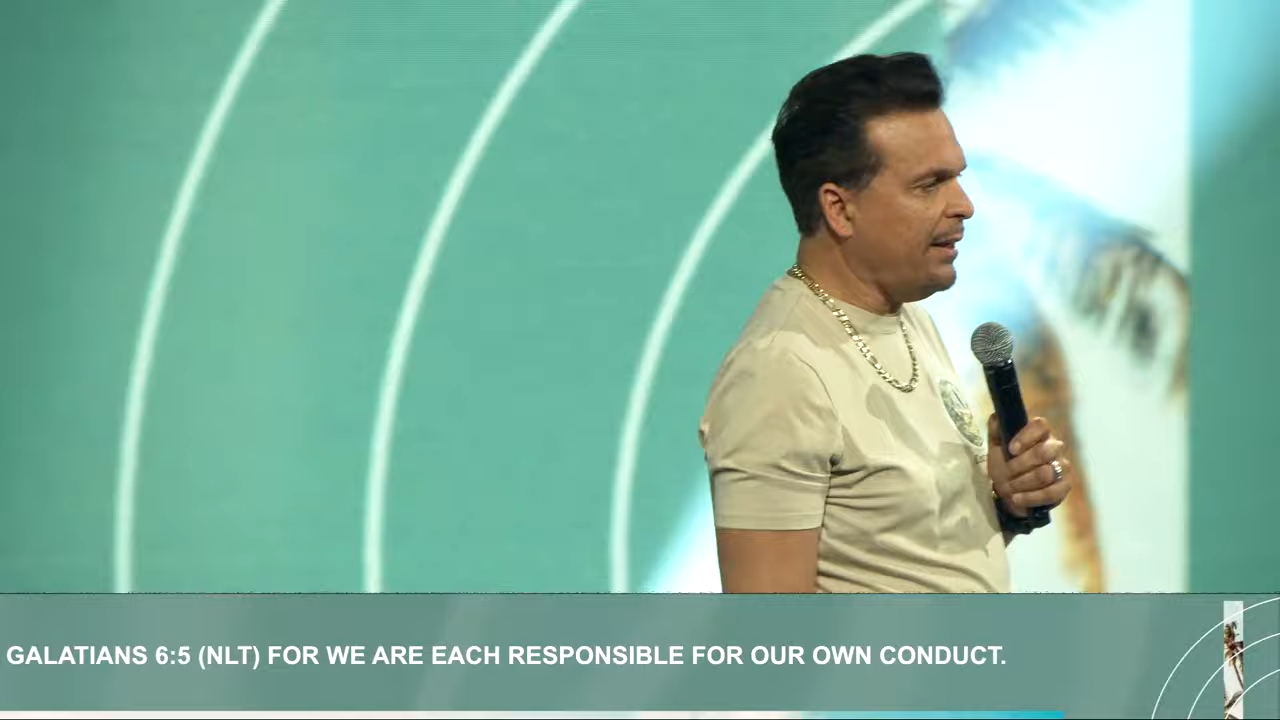 GALATIANS 6:5 (NLT) FOR WE ARE EACH RESPONSIBLE FOR OUR OWN CONDUCT.